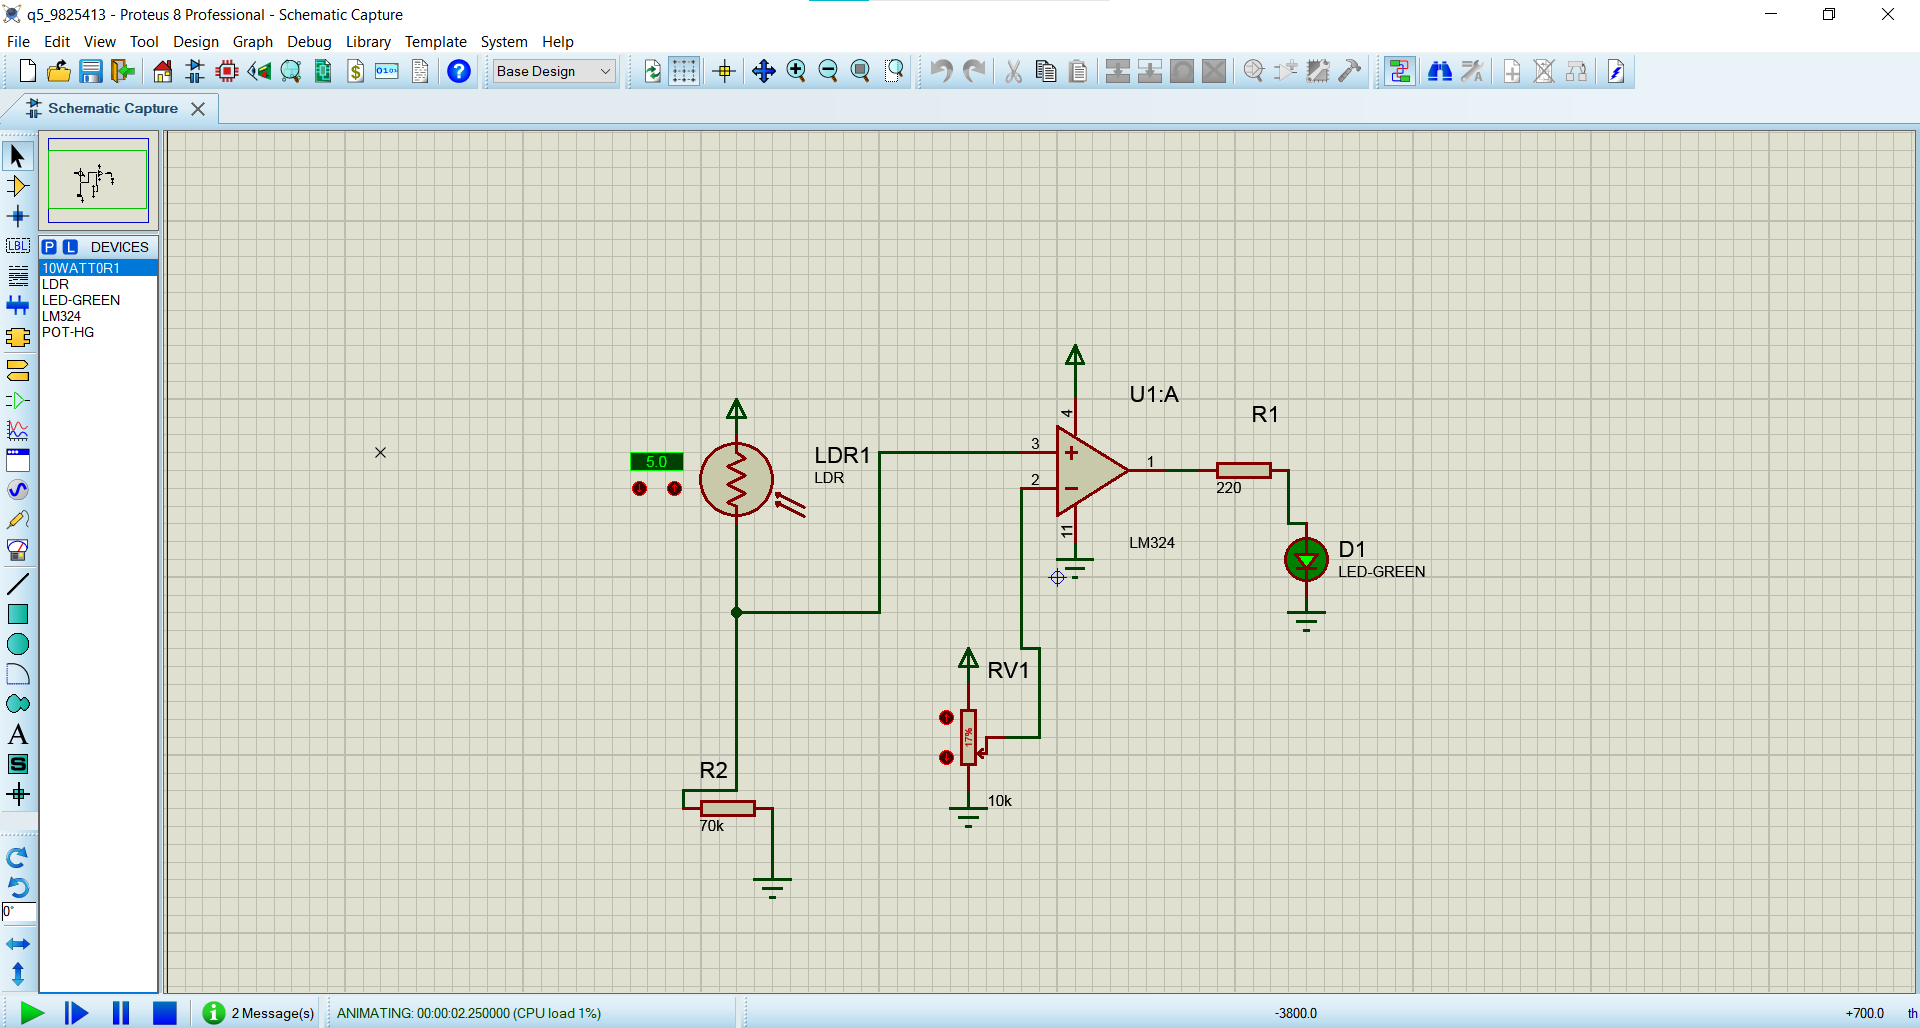 q5_9825413 - Proteus 8 Professional - Schematic Capture
File Edit View Tool Design Graph Debug Library Template System Help
$ 0101 ? Base Design
Schematic Capture
LBL
P L DEVICES
10WATT0R1
LDR
LED-GREEN
LM324
POT-HG
A
S
0°
5.0
LDR1
LDR
U1:A
4
3
2
1
11
LM324
R1
220
D1
LED-GREEN
RV1
17%
10k
R2
70k
2 Message(s) ANIMATING: 00:00:02.250000 (CPU load 1%) -3800.0 +700.0 th